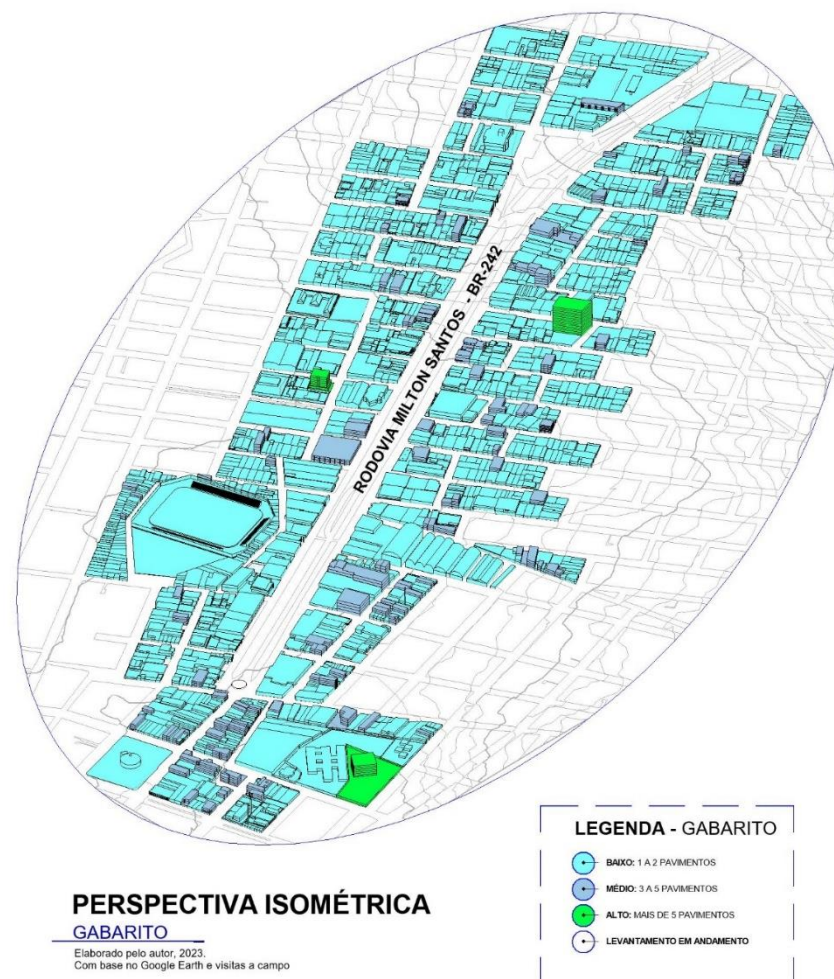 RODOVIA MILTON SANTOS - BR-242
PERSPECTIVA ISOMÉTRICA
GABARITO
Elaborado pelo autor, 2023.
Com base no Google Earth e visitas a campo
LEGENDA - GABARITO
BAIXO: 1 A 2 PAVIMENTOS
MÉDIO: 3 A 5 PAVIMENTOS
ALTO: MAIS DE 5 PAVIMENTOS
LEVANTAMENTO EM ANDAMENTO